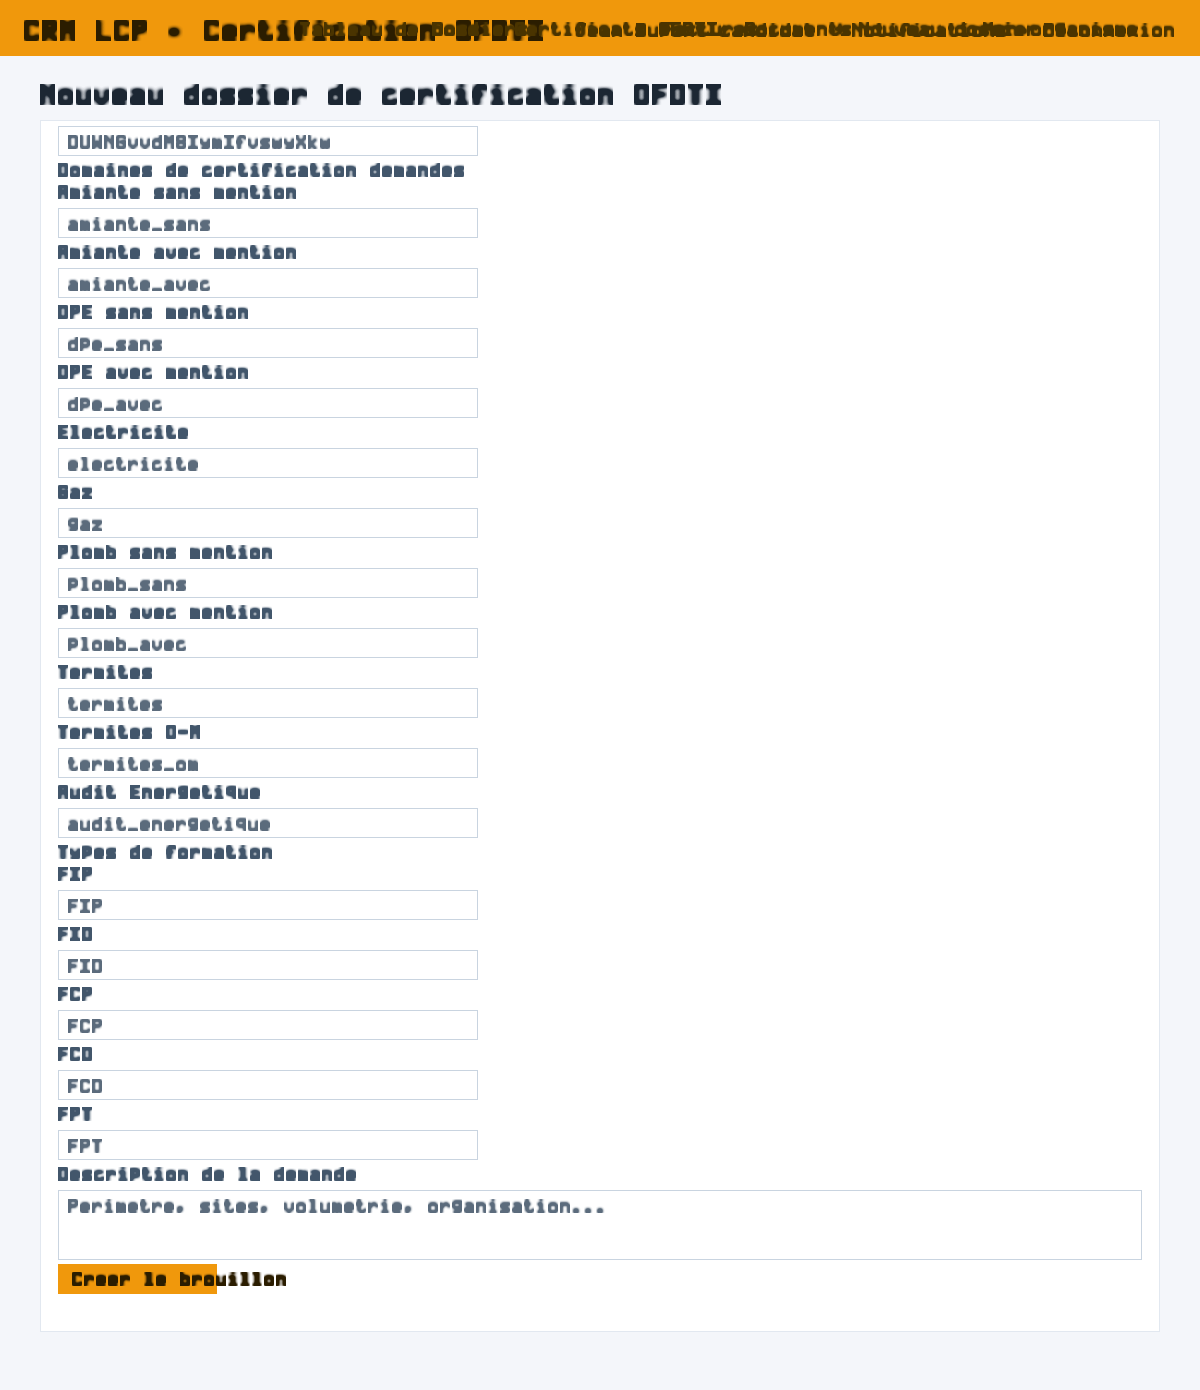 CRM LCP • Certification OFDTI
Nouveau dossier de certification OFDTI
Domaines de certification demandes
Amiante sans mention
amiante_sans
Amiante avec mention
amiante_avec
DPE sans mention
dpe_sans
DPE avec mention
dpe_avec
Electricite
electricite
Gaz
gaz
Plomb sans mention
plomb_sans
Plomb avec mention
plomb_avec
Termites
termites
Termites O-M
termites_om
Audit Energetique
audit_energetique
Types de formation
FIP
FIP
FID
FID
FCP
FCP
FCD
FCD
FPT
FPT
Description de la demande
Perimetre, sites, volumetrie, organisation...
Creer le brouillon